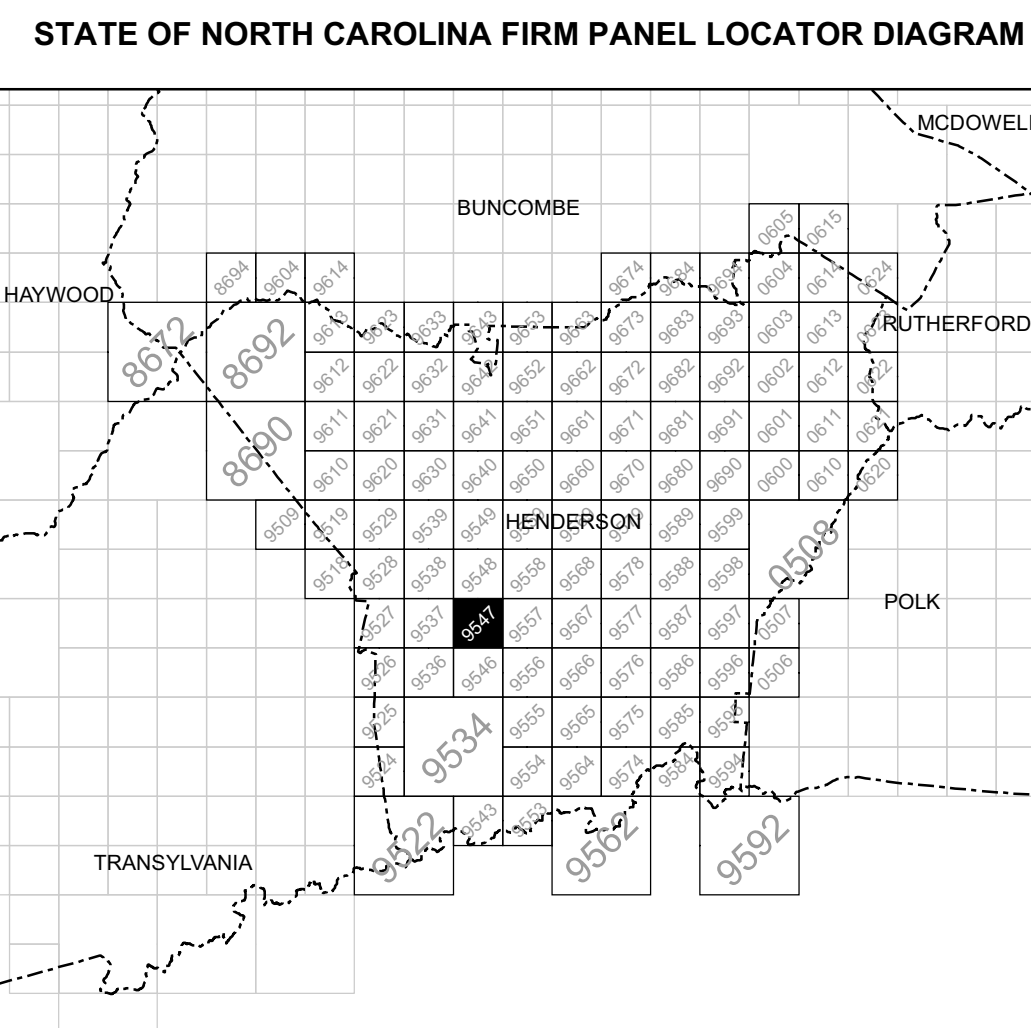 STATE OF NORTH CAROLINA FIRM PANEL LOCATOR DIAGRAM
MCDOWEL
BUNCOMBE
0605 0615
8694 9604 9614 9674 9684 9694 0604 0614 0624
HAYWOOD
8672 8692 9613 9623 9633 9643 9653 9663 9673 9683 9693 0603 0613 RUTHERFORD
9612 9622 9632 9642 9652 9662 9672 9682 9692 0602 0612 0622
8690 9611 9621 9631 9641 9651 9661 9671 9681 9691 0601 0611 0621
9610 9620 9630 9640 9650 9660 9670 9680 9690 0600 0610 0620
9509 9519 9529 9539 9549 HENDERSON 9589 9599
0508
9518 9528 9538 9548 9558 9568 9578 9588 9598
POLK
9527 9537 9547 9557 9567 9577 9587 9597 0507
9526 9536 9546 9556 9566 9576 9586 9596 0506
9525 9534 9555 9565 9575 9585 9595
9524 9554 9564 9574 9584 9594
9522 9543 9553 9562 9592
TRANSYLVANIA